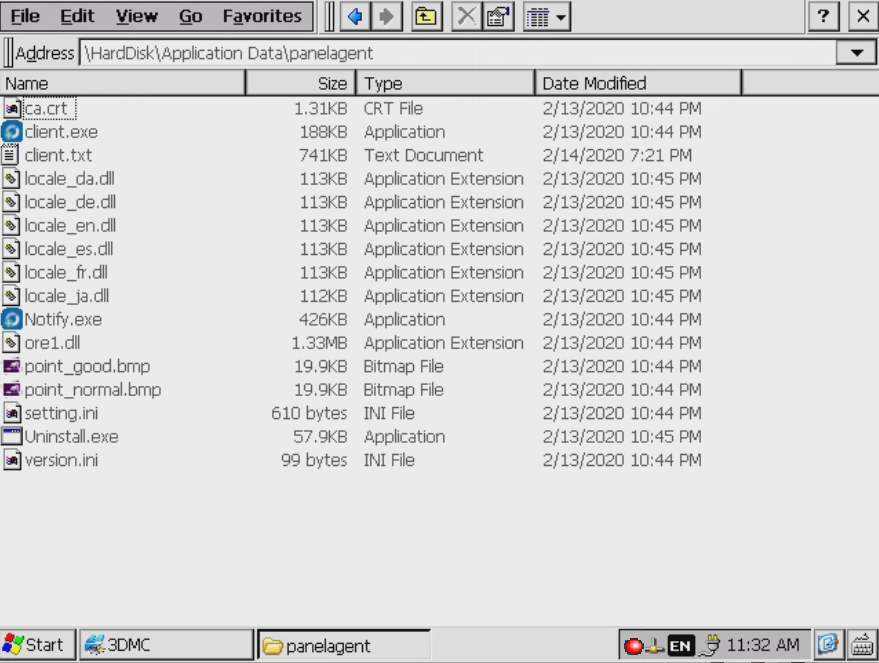 File Edit View Go Favorites ? ×
Address \HardDisk\Application Data\panelagent
Name Size Type Date Modified
ca.crt 1.31KB CRT File 2/13/2020 10:44 PM
client.exe 188KB Application 2/13/2020 10:44 PM
client.txt 741KB Text Document 2/14/2020 7:21 PM
locale_da.dll 113KB Application Extension 2/13/2020 10:45 PM
locale_de.dll 113KB Application Extension 2/13/2020 10:45 PM
locale_en.dll 113KB Application Extension 2/13/2020 10:45 PM
locale_es.dll 113KB Application Extension 2/13/2020 10:45 PM
locale_fr.dll 113KB Application Extension 2/13/2020 10:45 PM
locale_ja.dll 112KB Application Extension 2/13/2020 10:45 PM
Notify.exe 426KB Application 2/13/2020 10:44 PM
ore1.dll 1.33MB Application Extension 2/13/2020 10:44 PM
point_good.bmp 19.9KB Bitmap File 2/13/2020 10:44 PM
point_normal.bmp 19.9KB Bitmap File 2/13/2020 10:44 PM
setting.ini 610 bytes INI File 2/13/2020 10:44 PM
Uninstall.exe 57.9KB Application 2/13/2020 10:45 PM
version.ini 99 bytes INI File 2/13/2020 10:44 PM
Start 3DMC panelagent EN 11:32 AM